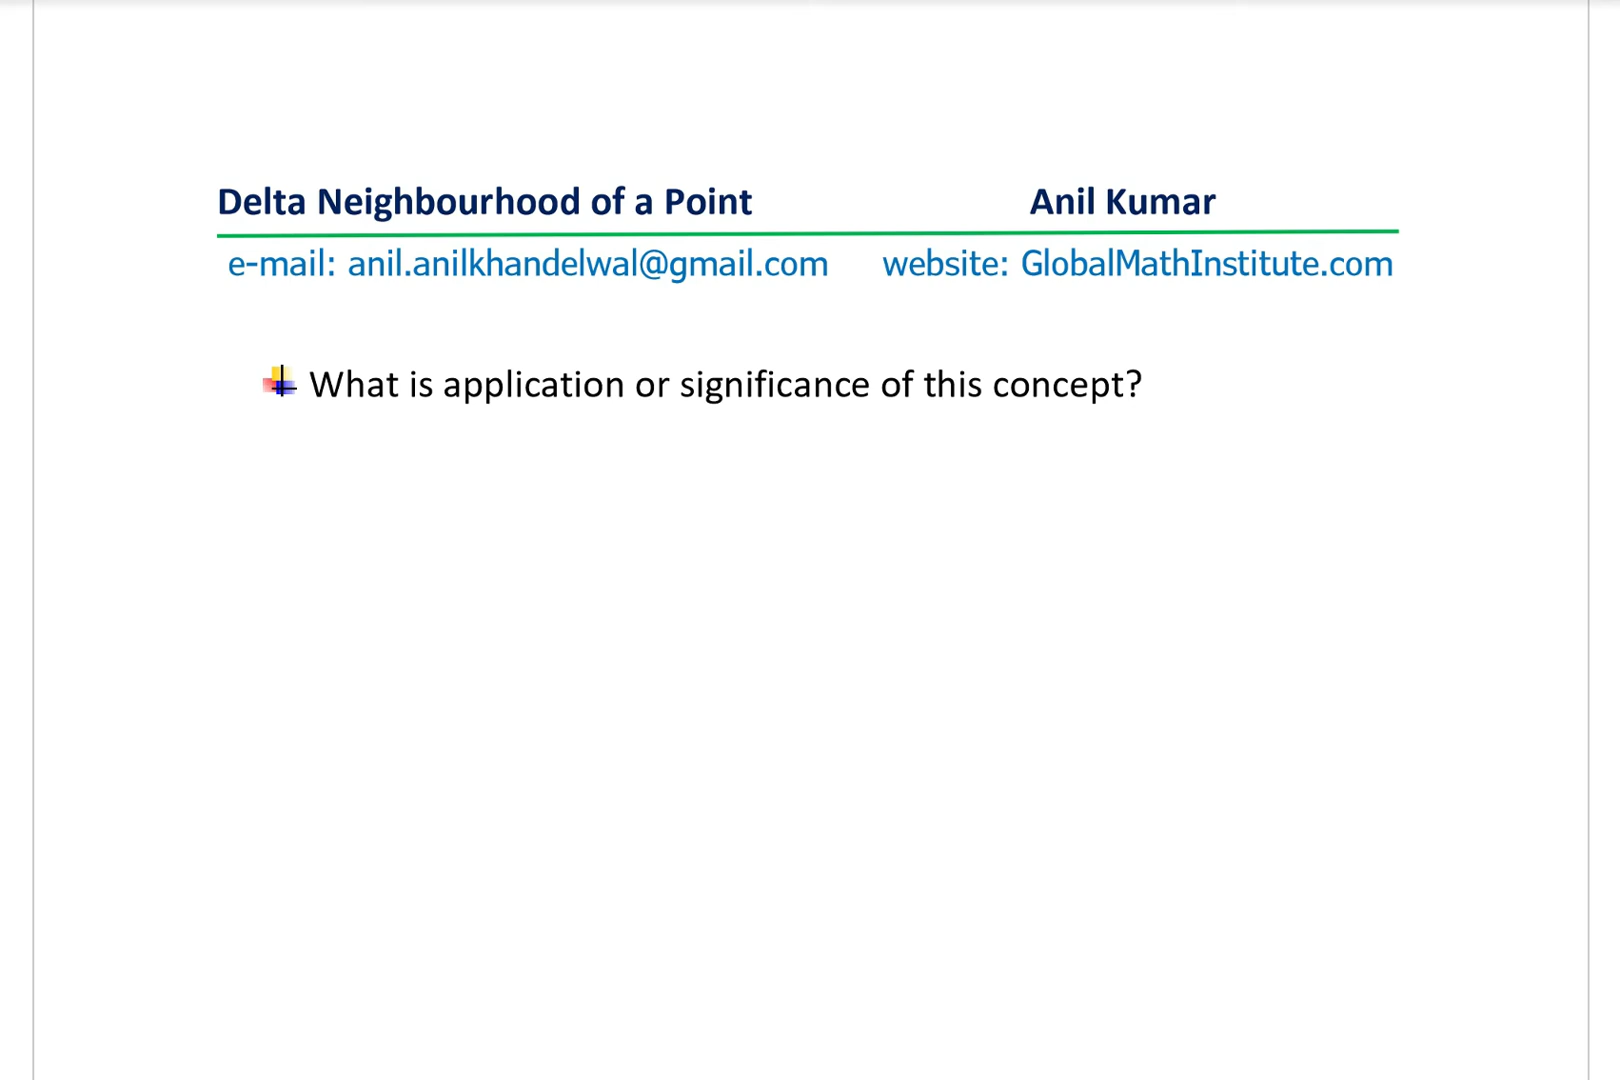 Delta Neighbourhood of a Point Anil Kumar
e-mail: anil.anilkhandelwal@gmail.com website: GlobalMathInstitute.com
What is application or significance of this concept?